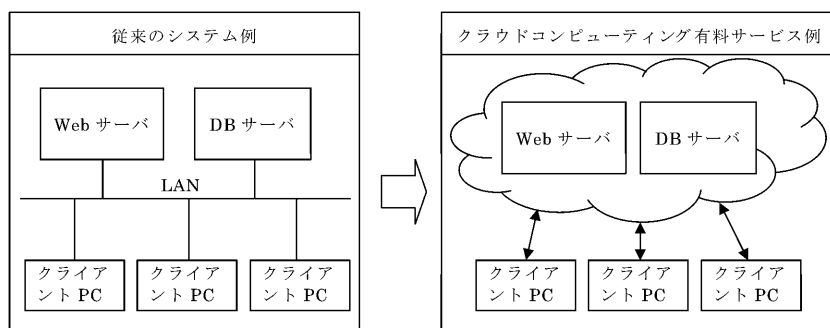 従来のシステム例
Web サーバ
DB サーバ
LAN
クライア
ント PC
クライア
ント PC
クライア
ント PC
クラウドコンピューティング有料サービス例
Web サーバ
DB サーバ
クライア
ント PC
クライア
ント PC
クライア
ント PC